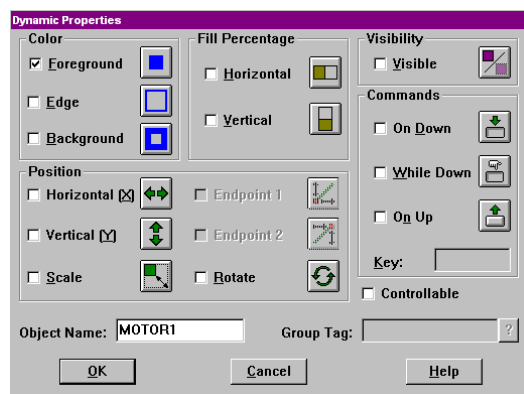 Dynamic Properties
Color
Foreground
Edge
Background
Fill Percentage
Horizontal
Vertical
Visibility
Visible
Commands
On Down
While Down
On Up
Key:
Position
Horizontal (X)
Endpoint 1
Vertical (Y)
Endpoint 2
Scale
Rotate
Controllable
Object Name: MOTOR1
Group Tag: ?
OK
Cancel
Help